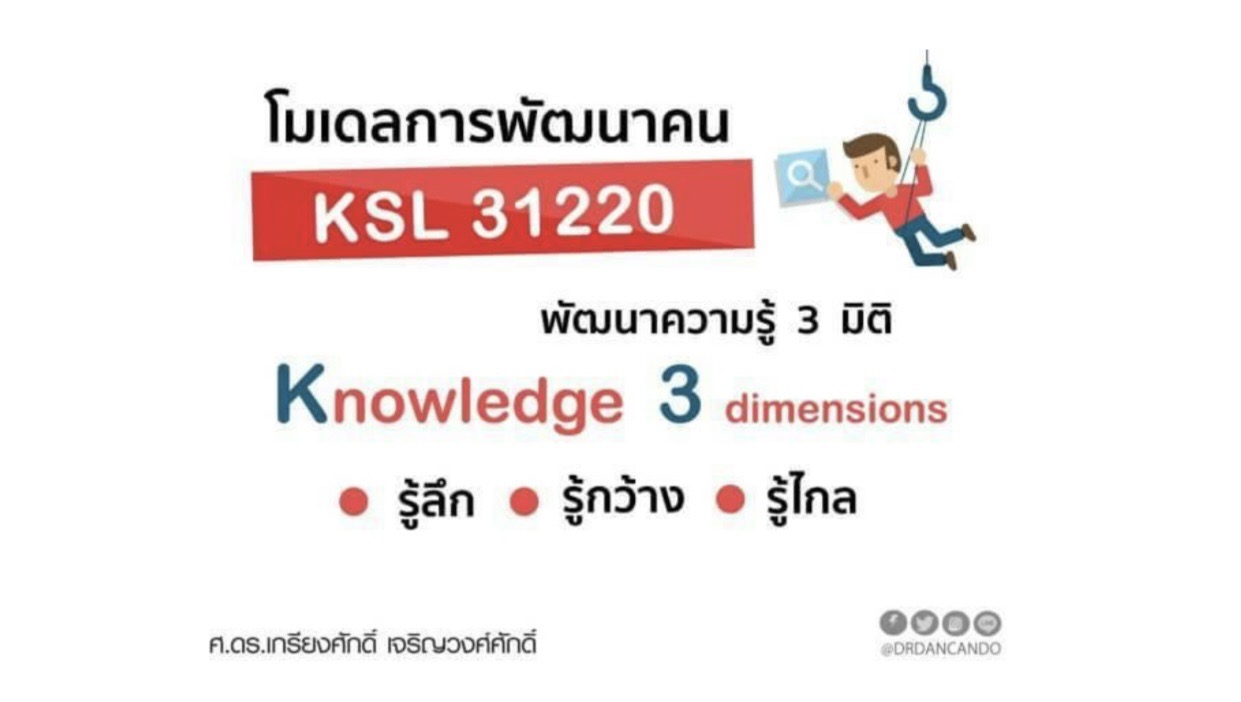 โมเดลการพัฒนาคน
KSL 31220
พัฒนาความรู้ 3 มิติ
Knowledge 3 dimensions
• รู้ลึก • รู้กว้าง • รู้ไกล
ศ.ดร.เกรียงศักดิ์ เจริญวงศ์ศักดิ์
@DRDANCANDO